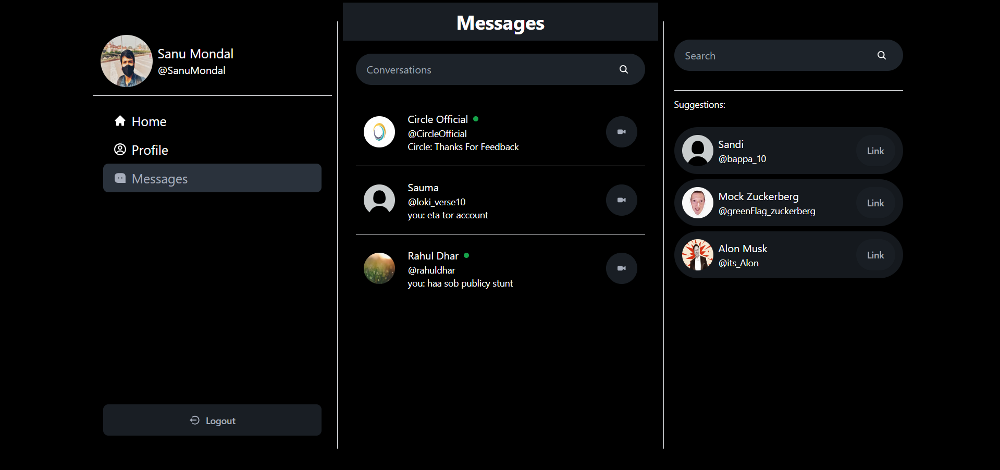 Sanu Mondal
@SanuMondal
Home
Profile
Messages
Logout
Messages
Conversations
Circle Official
@CircleOfficial
Circle: Thanks For Feedback
Sauma
@loki_verse10
you: eta tor account
Rahul Dhar
@rahuldhar
you: haa sob publicy stunt
Search
Suggestions:
Sandi
@bappa_10
Link
Mock Zuckerberg
@greenFlag_zuckerberg
Link
Alon Musk
@its_Alon
Link